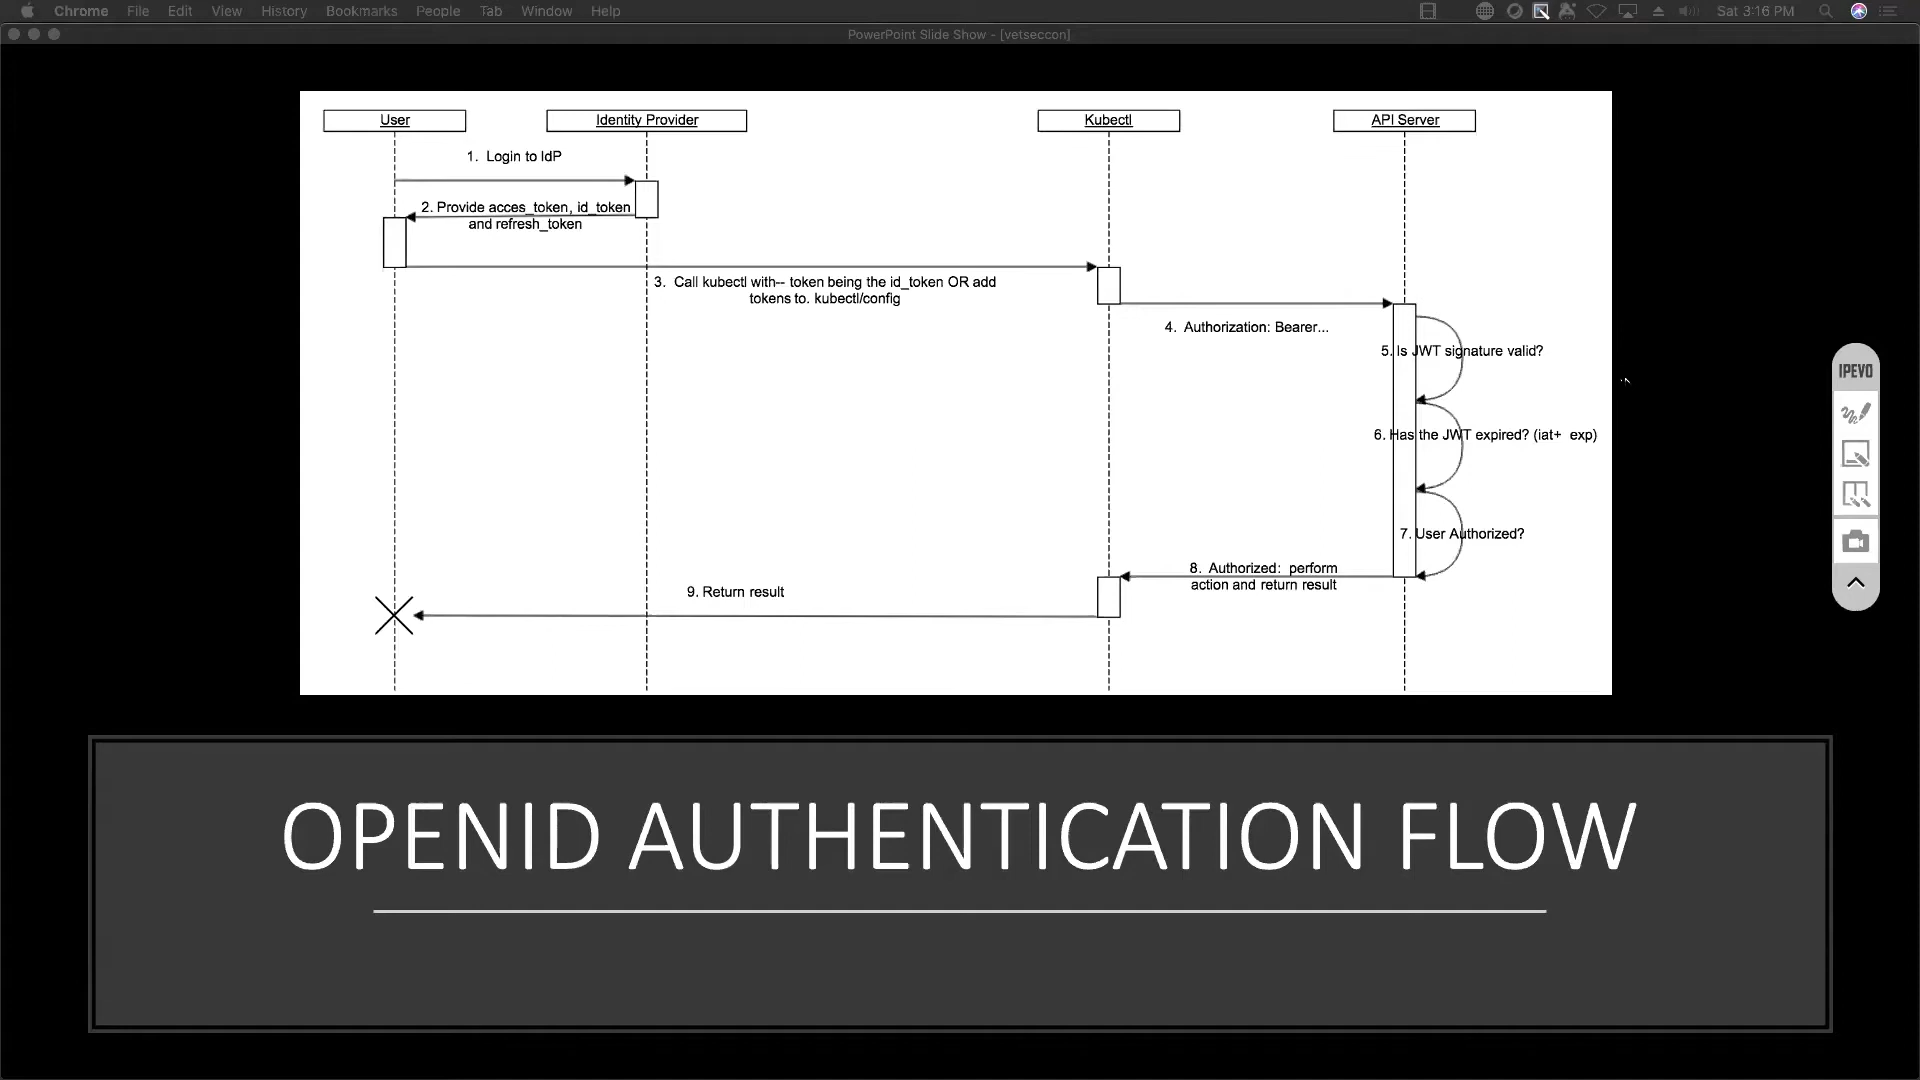 Chrome File Edit View History Bookmarks People Tab Window Help Sat 3:16 PM
PowerPoint Slide Show - [vetseccon]
User Identity Provider Kubectl API Server
1. Login to IdP
2. Provide acces_token, id_token
and refresh_token
3. Call kubectl with-- token being the id_token OR add
tokens to. kubectl/config
4. Authorization: Bearer...
5. Is JWT signature valid?
6. Has the JWT expired? (iat+ exp)
7. User Authorized?
8. Authorized: perform
action and return result
9. Return result
IPEVO
OPENID AUTHENTICATION FLOW